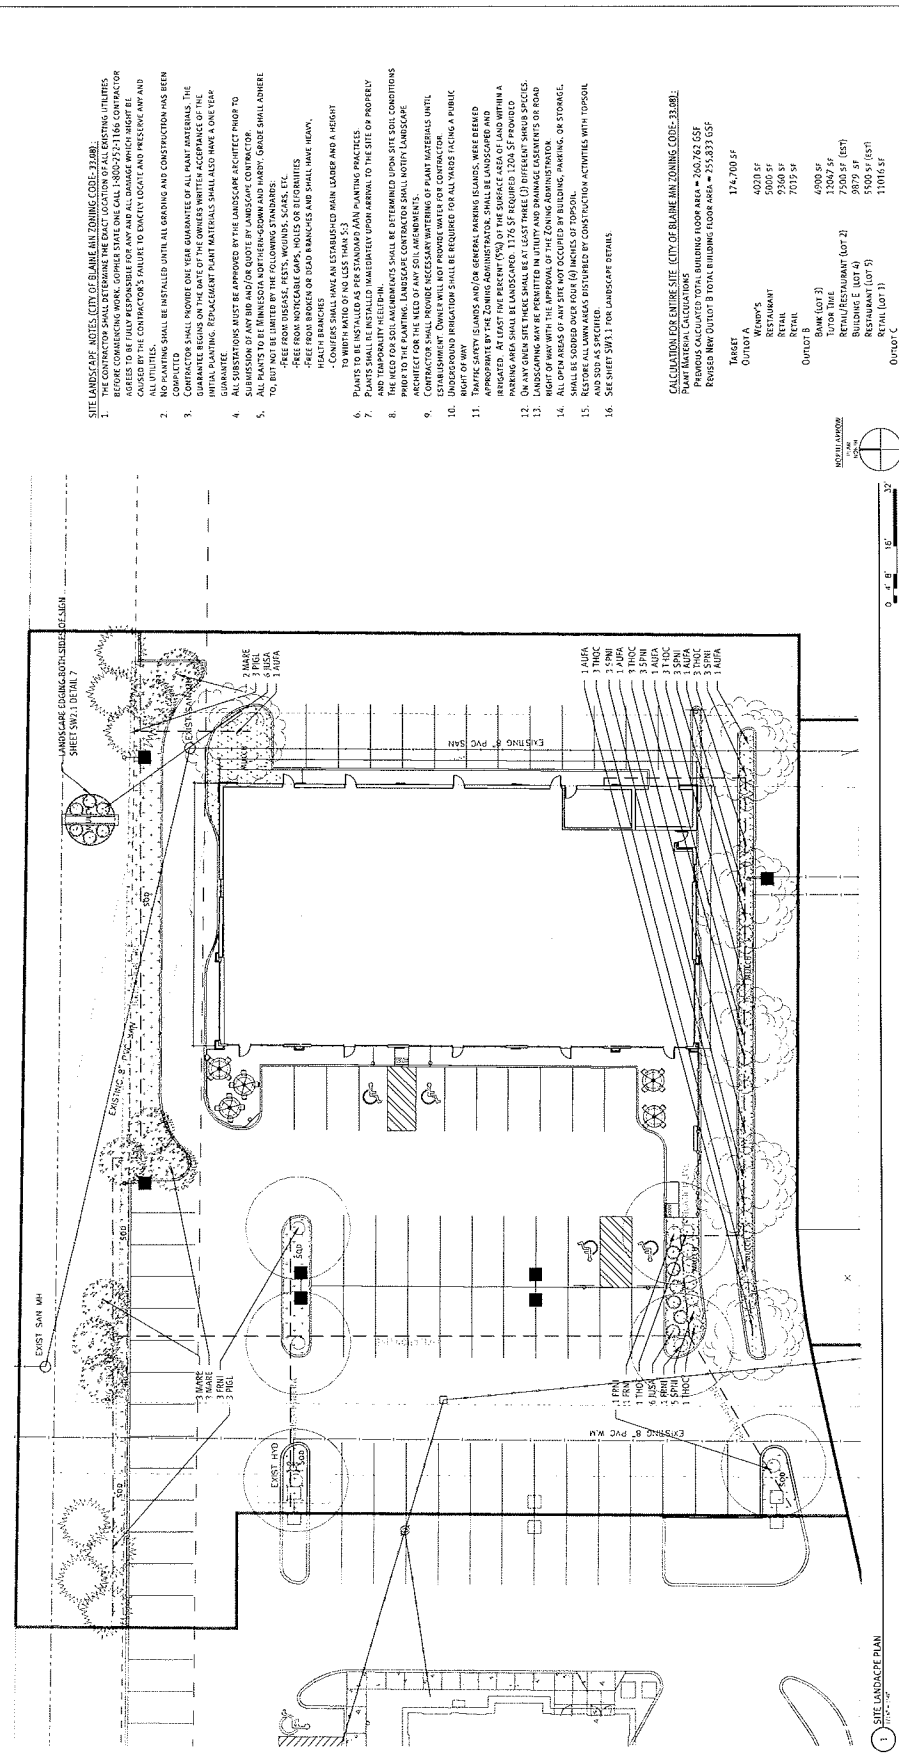 SITE LANDSCAPE NOTES (CITY OF BLAINE MN ZONING CODE-33.08):
1. THE CONTRACTOR SHALL DETERMINE THE EXACT LOCATION OF ALL EXISTING UTILITIES
BEFORE COMMENCING WORK. GOPHER STATE ONE CALL 1-800-252-1166 CONTRACTOR
AGREES TO BE FULLY RESPONSIBLE FOR ANY AND ALL DAMAGE WHICH MIGHT BE
CAUSED BY THE CONTRACTOR'S FAILURE TO EXACTLY LOCATE AND PRESERVE ANY AND
ALL UTILITIES.
2. NO PLANTING SHALL BE INSTALLED UNTIL ALL GRADING AND CONSTRUCTION HAS BEEN
COMPLETED
3. CONTRACTOR SHALL PROVIDE ONE YEAR GUARANTEE OF ALL PLANT MATERIALS. THE
GUARANTEE BEGINS ON THE DATE OF THE OWNERS WRITTEN ACCEPTANCE OF THE
INITIAL PLANTING. REPLACEMENT PLANT MATERIALS SHALL ALSO HAVE A ONE YEAR
GUARANTEE
4. ALL SUBSTATIONS MUST BE APPROVED BY THE LANDSCAPE ARCHITECT PRIOR TO
SUBMISSION OF ANY BID AND/OR QUOTE BY LANDSCAPE CONTRACTOR.
5. ALL PLANTS TO BE MINNESOTA NORTHERN-GROWN AND HARDY. GRADE SHALL ADHERE
TO, BUT NOT BE LIMITED BY THE FOLLOWING STANDARDS:
-FREE FROM DISEASE, PESTS, WOUNDS, SCARS, ETC.
-FREE FROM NOTICEABLE GAPS, HOLES OR DEFORMITIES
-FREE FROM BROKEN OR DEAD BRANCHES AND SHALL HAVE HEAVY,
HEALTH BRANCHES
- CONIFERS SHALL HAVE AN ESTABLISHED MAIN LEADER AND A HEIGHT
TO WIDTH RATIO OF NO LESS THAN 5:3
6. PLANTS TO BE INSTALLED AS PER STANDARD AAN PLANTING PRACTICES.
7. PLANTS SHALL BE INSTALLED IMMEDIATELY UPON ARRIVAL TO THE SITE OR PROPERLY
AND TEMPORARILY HEELED-IN.
8. THE NEED FOR SOIL AMENDMENTS SHALL BE DETERMINED UPON SITE SOIL CONDITIONS
PRIOR TO THE PLANTING. LANDSCAPE CONTRACTOR SHALL NOTIFY LANDSCAPE
ARCHITECT FOR THE NEED OF ANY SOIL AMENDMENTS.
9. CONTRACTOR SHALL PROVIDE NECESSARY WATERING OF PLANT MATERIALS UNTIL
ESTABLISHMENT. OWNER WILL NOT PROVIDE WATER FOR CONTRACTOR.
10. UNDERGROUND IRRIGATION SHALL BE REQUIRED FOR ALL YARDS FACING A PUBLIC
RIGHT OF WAY
11. TRAFFIC SAFETY ISLANDS AND/OR GENERAL PARKING ISLANDS, WERE DEEMED
APPROPRIATE BY THE ZONING ADMINISTRATOR, SHALL BE LANDSCAPED AND
IRRIGATED. AT LEAST FIVE PERCENT (5%) OF THE SURFACE AREA OF LAND WITHIN A
PARKING AREA SHALL BE LANDSCAPED. 1176 SF REQUIRED 1204 SF PROVIDED
12. ON ANY GIVEN SITE THERE SHALL BE AT LEAST THREE (3) DIFFERENT SHRUB SPECIES.
13. LANDSCAPING MAY BE PERMITTED IN UTILITY AND DRAINAGE EASEMENTS OR ROAD
RIGHT OF WAY WITH THE APPROVAL OF THE ZONING ADMINISTRATOR.
14. ALL OPEN AREAS OF ANY SITE NOT OCCUPIED BY BUILDING, PARKING, OR STORAGE,
SHALL BE SODDED OVER FOUR (4) INCHES OF TOPSOIL
15. RESTORE ALL LAWN AREAS DISTURBED BY CONSTRUCTION ACTIVITIES WITH TOPSOIL
AND SOD AS SPECIFIED.
16. SEE SHEET SW3.1 FOR LANDSCAPE DETAILS.
CALCULATION FOR ENTIRE SITE (CITY OF BLAINE MN ZONING CODE- 33.08):
PLANT MATERIAL CALCULATIONS
PREVIOUS CALCULATED TOTAL BUILDING FLOOR AREA = 260,762 GSF
REVISED NEW OUTLOT B TOTAL BUILDING FLOOR AREA = 255,833 GSF
TARGET 174,700 SF
OUTLOT A
WENDY'S 4020 SF
RESTAURANT 5000 SF
RETAIL 9360 SF
RETAIL 7015 SF
OUTLOT B
BANK (LOT 3) 4900 SF
TUTOR TIME 12047 SF
RETAIL/RESTAURANT (LOT 2) 7500 SF (EST)
BUILDING E (LOT 4) 9879 SF
RESTAURANT (LOT 5) 5500 SF (EST)
RETAIL (LOT 1) 11016 SF
OUTLOT C
NORTH ARROW
PLAN
NORTH
0 4' 8' 16' 32'
LANDSCAPE EDGING BOTH SIDES OF SIGN
SHEET SW2.1 DETAIL 7
EXIST SAN MH
2 MARE
3 PIGL
6 JUSA
1 AUFA
MULCH
EXISTING 8" PVC SAN
SOD
EXISTING 8" PVC SAN
1 AUFA
3 THOC
3 SPNI
1 AUFA
3 THOC
3 SPNI
1 AUFA
3 THOC
3 SPNI
1 AUFA
3 THOC
3 SPNI
1 AUFA
MULCH
MULCH
EXIST SAN MH
SOD
SOD
3 MARE
3 MARE
3 FRNI
3 PIGL
SOD
EXIST HYD
MULCH
1 FRNI
1 FRNI
1 THOC
6 JUSA
1 FRNI
5 SPNI
1 THOC
EXISTING 8" PVC W.M
SOD
1
SITE LANDACPE PLAN